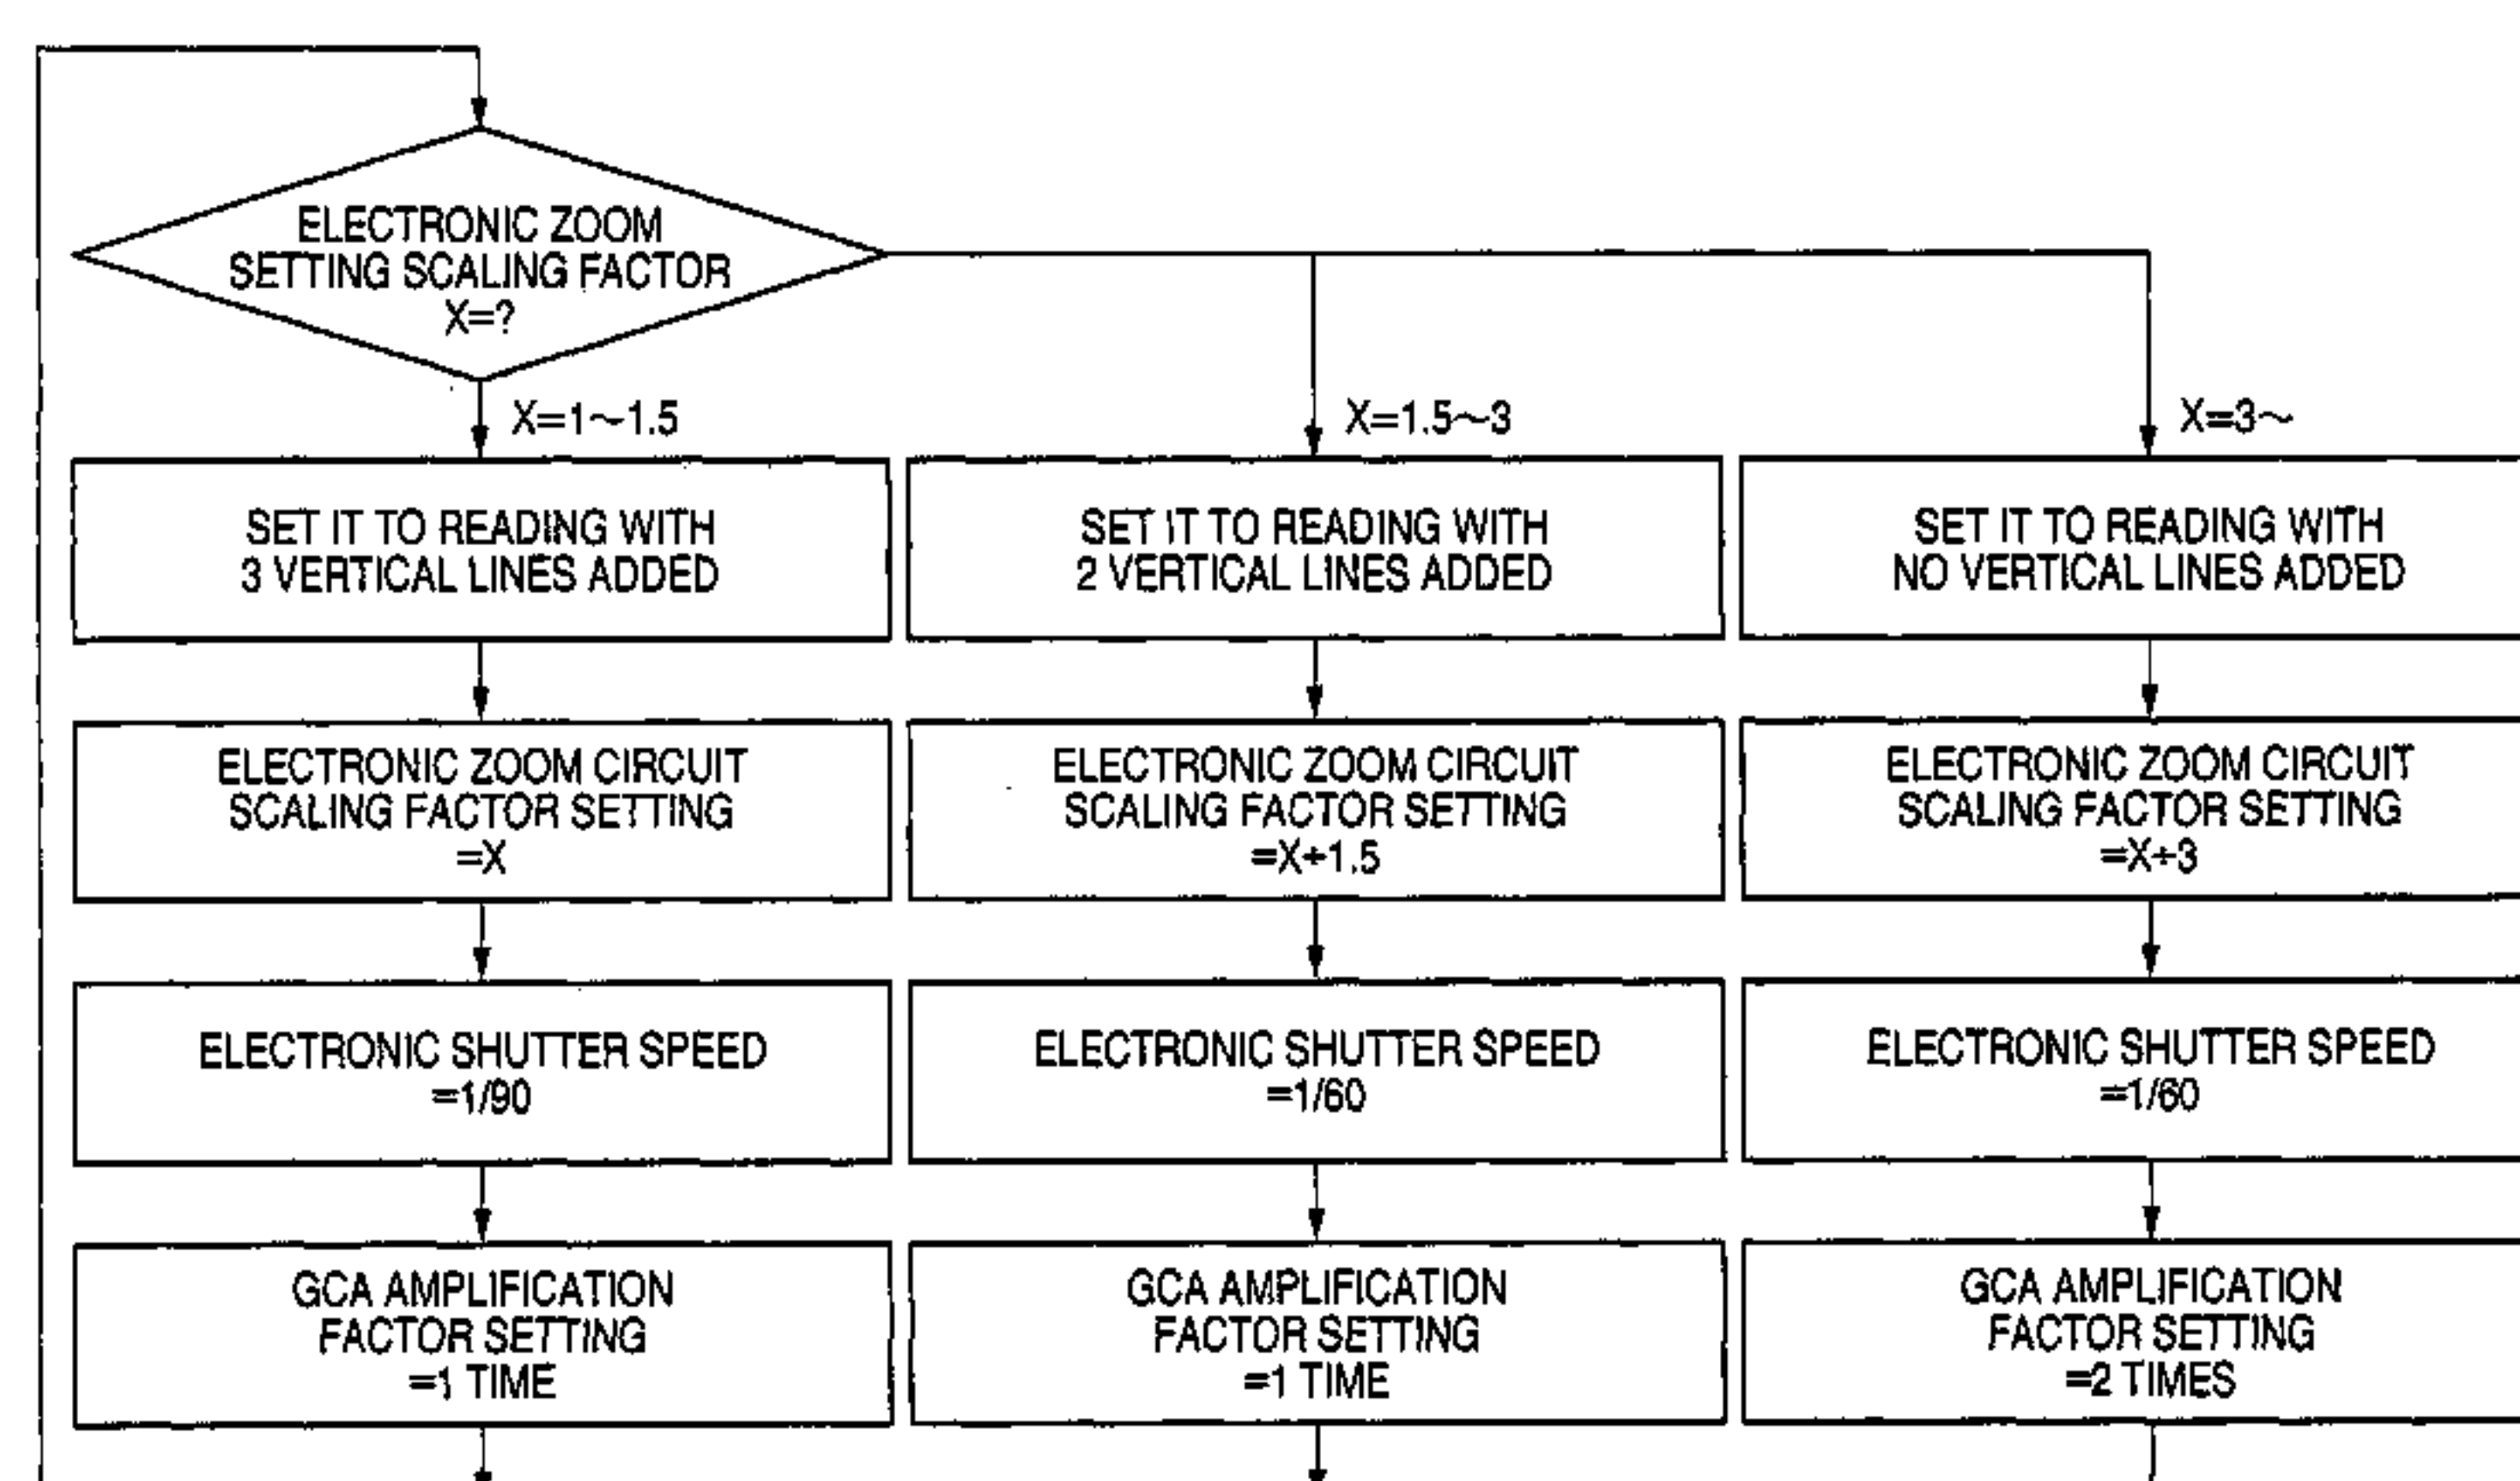 ELECTRONIC ZOOM
SETTING SCALING FACTOR
X=?
X=1～1.5
X=1.5～3
X=3～
SET IT TO READING WITH
3 VERTICAL LINES ADDED
SET IT TO READING WITH
2 VERTICAL LINES ADDED
SET IT TO READING WITH
NO VERTICAL LINES ADDED
ELECTRONIC ZOOM CIRCUIT
SCALING FACTOR SETTING
=X
ELECTRONIC ZOOM CIRCUIT
SCALING FACTOR SETTING
=X÷1.5
ELECTRONIC ZOOM CIRCUIT
SCALING FACTOR SETTING
=X÷3
ELECTRONIC SHUTTER SPEED
=1/90
ELECTRONIC SHUTTER SPEED
=1/60
ELECTRONIC SHUTTER SPEED
=1/60
GCA AMPLIFICATION
FACTOR SETTING
=1 TIME
GCA AMPLIFICATION
FACTOR SETTING
=1 TIME
GCA AMPLIFICATION
FACTOR SETTING
=2 TIMES